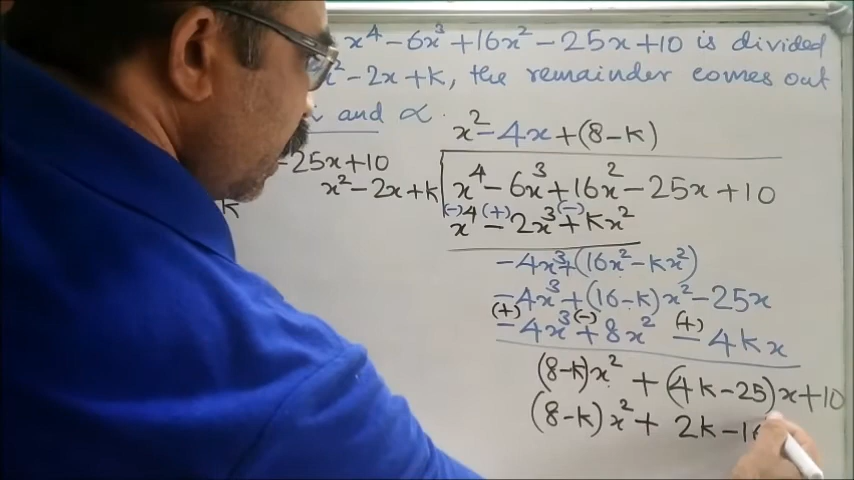 x⁴ - 6x³ + 16x² - 25x + 10 is divided
x² - 2x + k, the remainder comes out
and α.
x² - 4x + (8-k)
- 25x + 10
x² - 2x + k x⁴ - 6x³ + 16x² - 25x + 10
k
(-) (+) (-)
x⁴ - 2x³ + kx²
-4x³ + (16x² - kx²)
-4x³ + (16-k)x² - 25x
(+) (-) (+)
-4x³ + 8x² - 4kx
(8-k)x² + (4k-25)x + 10
(8-k)x² + 2k - 16